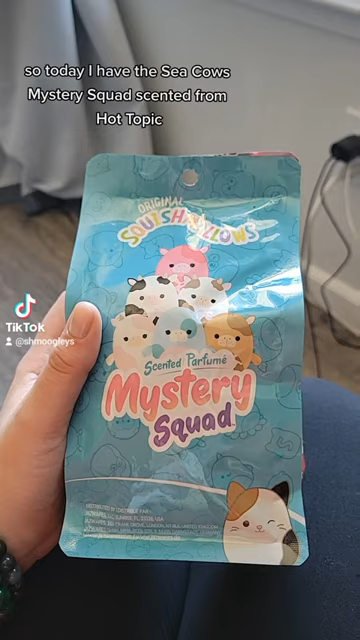 so today I have the Sea Cows
Mystery Squad scented from
Hot Topic
ORIGINAL
SQUISHMALLOWS
TikTok
@shmoogleys
Scented Parfumé
Mystery
Squad